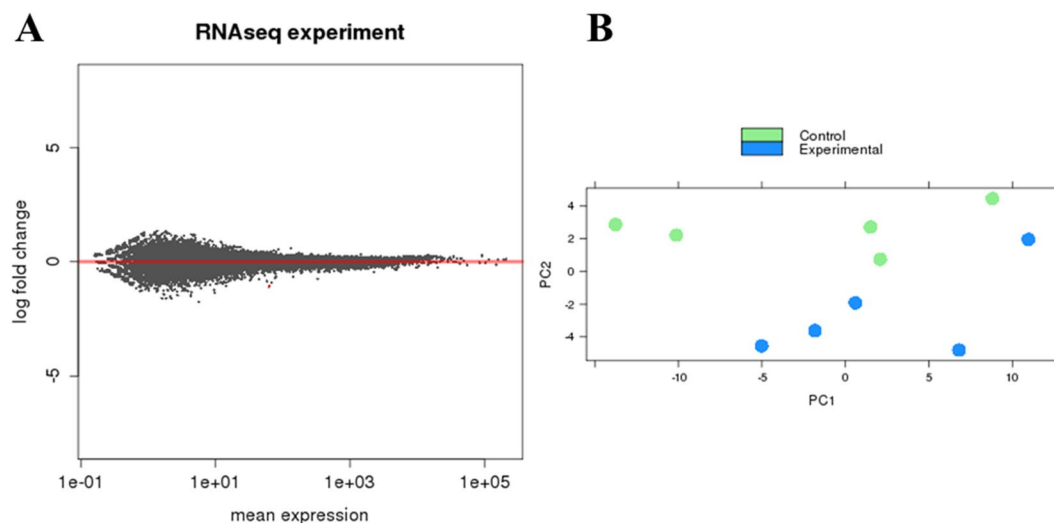 A
RNAseq experiment
5
0
-5
log fold change
1e-01 1e+01 1e+03 1e+05
mean expression
B
Control
Experimental
4
2
0
-2
-4
PC2
-10 -5 0 5 10
PC1